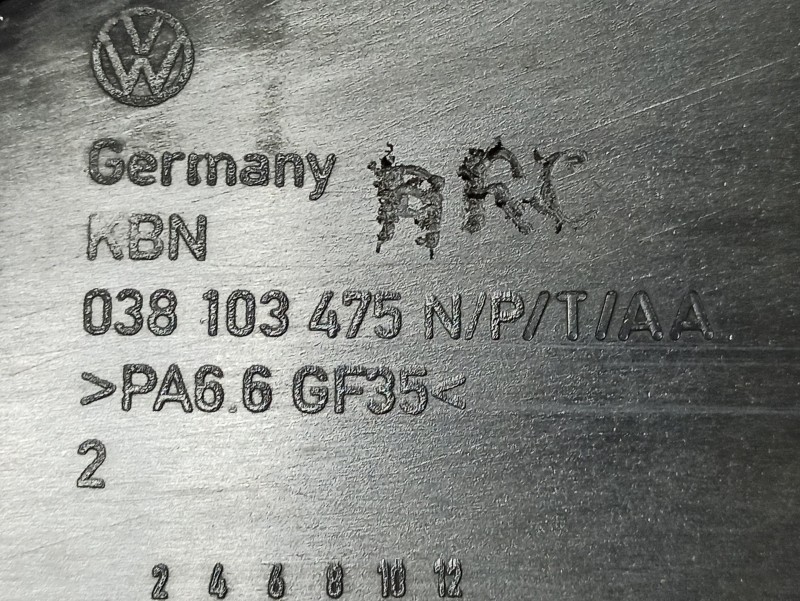 Germany
KBN
038 103 475 N/P/T/AA
>PA6.6 GF35<
2
2 4 6 8 10 12